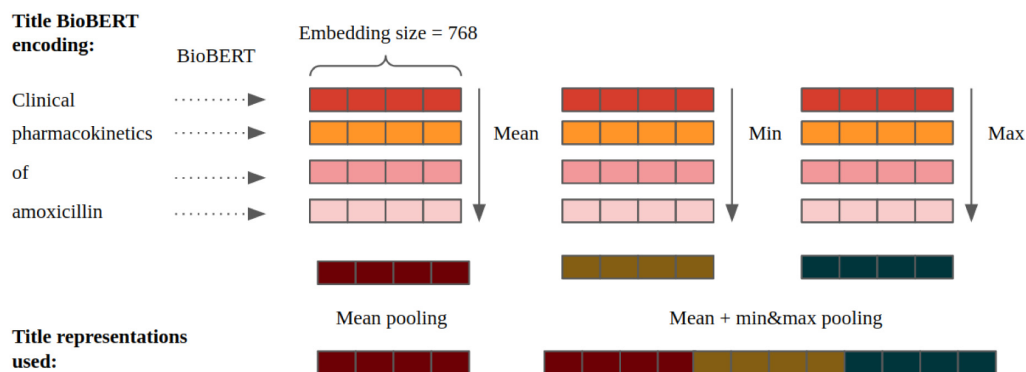 Title BioBERT
encoding:
BioBERT
Embedding size = 768
Clinical
pharmacokinetics
of
amoxicillin
Mean
Min
Max
Mean pooling
Mean + min&max pooling
Title representations
used: